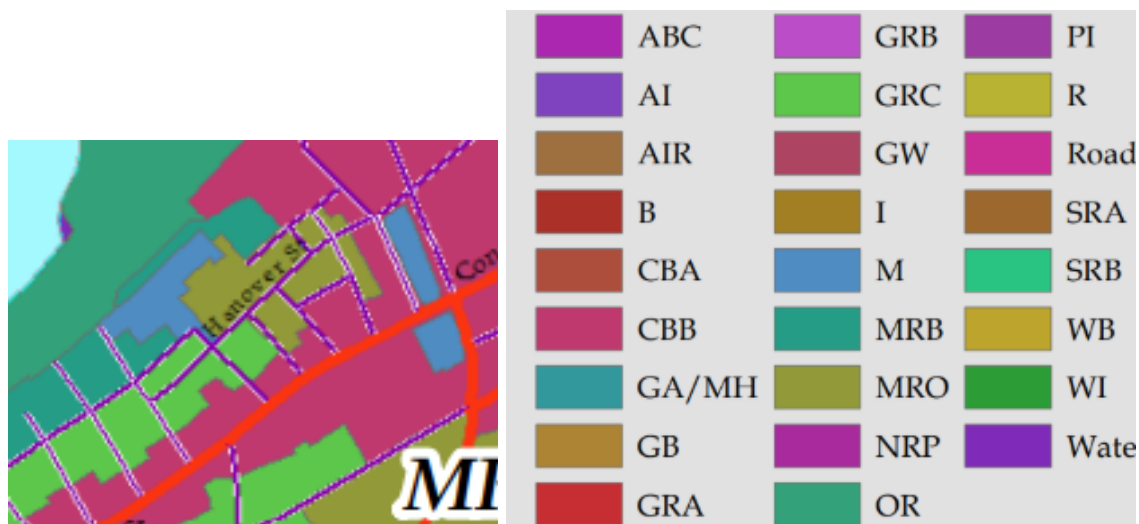 Hanover St
Con
MI
ABC
AI
AIR
B
CBA
CBB
GA/MH
GB
GRA
GRB
GRC
GW
I
M
MRB
MRO
NRP
OR
PI
R
Road
SRA
SRB
WB
WI
Wate